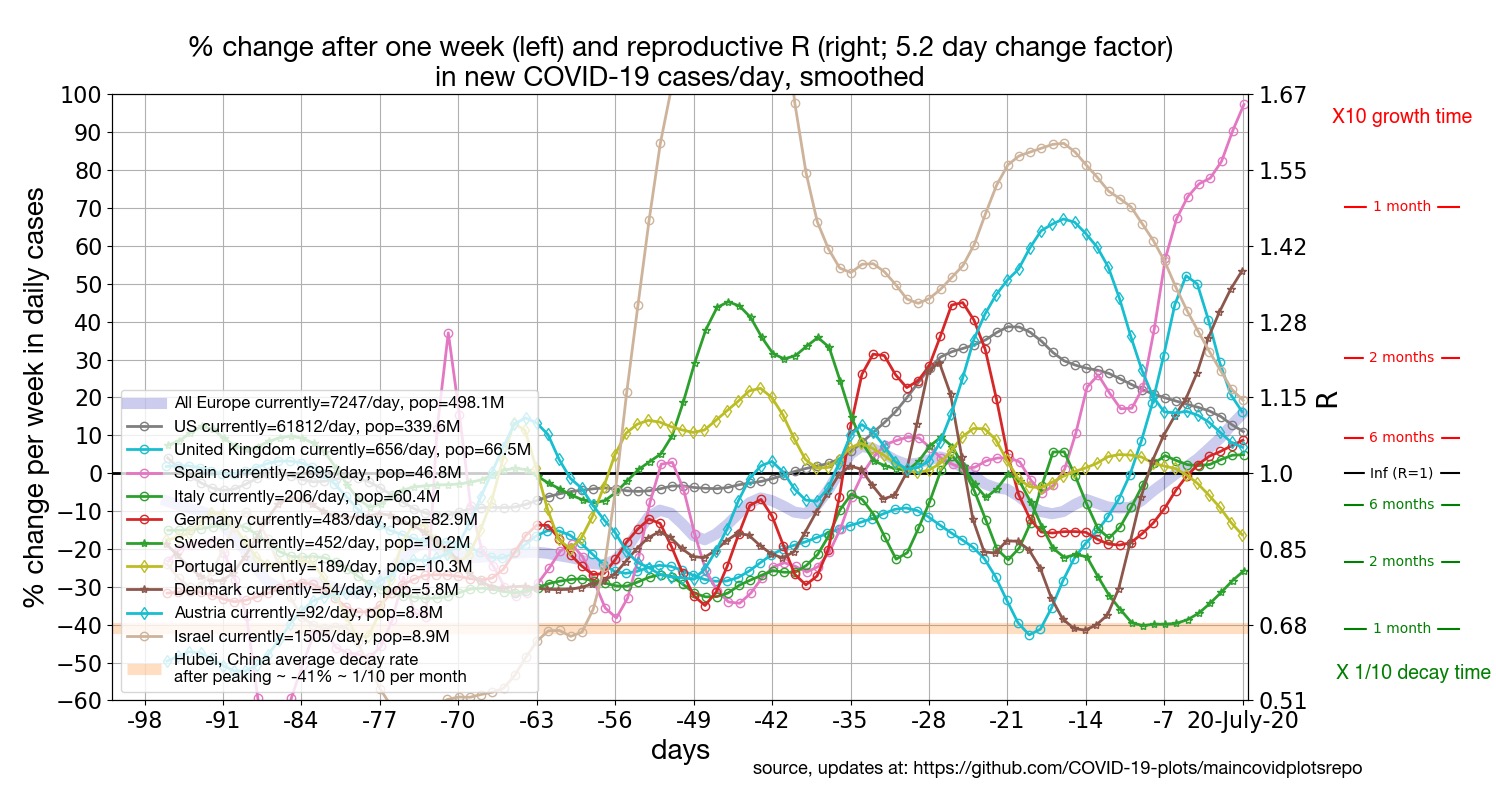 % change after one week (left) and reproductive R (right; 5.2 day change factor)
in new COVID-19 cases/day, smoothed
% change per week in daily cases
100
90
80
70
60
50
40
30
20
10
0
−10
−20
−30
−40
−50
−60
All Europe currently=7247/day, pop=498.1M
US currently=61812/day, pop=339.6M
United Kingdom currently=656/day, pop=66.5M
Spain currently=2695/day, pop=46.8M
Italy currently=206/day, pop=60.4M
Germany currently=483/day, pop=82.9M
Sweden currently=452/day, pop=10.2M
Portugal currently=189/day, pop=10.3M
Denmark currently=54/day, pop=5.8M
Austria currently=92/day, pop=8.8M
Israel currently=1505/day, pop=8.9M
Hubei, China average decay rate
after peaking ~ -41% ~ 1/10 per month
1.67
1.55
1.42
1.28
1.15
1.0
0.85
0.68
0.51
R
X10 growth time
1 month
2 months
6 months
Inf (R=1)
6 months
2 months
1 month
X 1/10 decay time
-98 -91 -84 -77 -70 -63 -56 -49 -42 -35 -28 -21 -14 -7 20-July-20
days
source, updates at: https://github.com/COVID-19-plots/maincovidplotsrepo